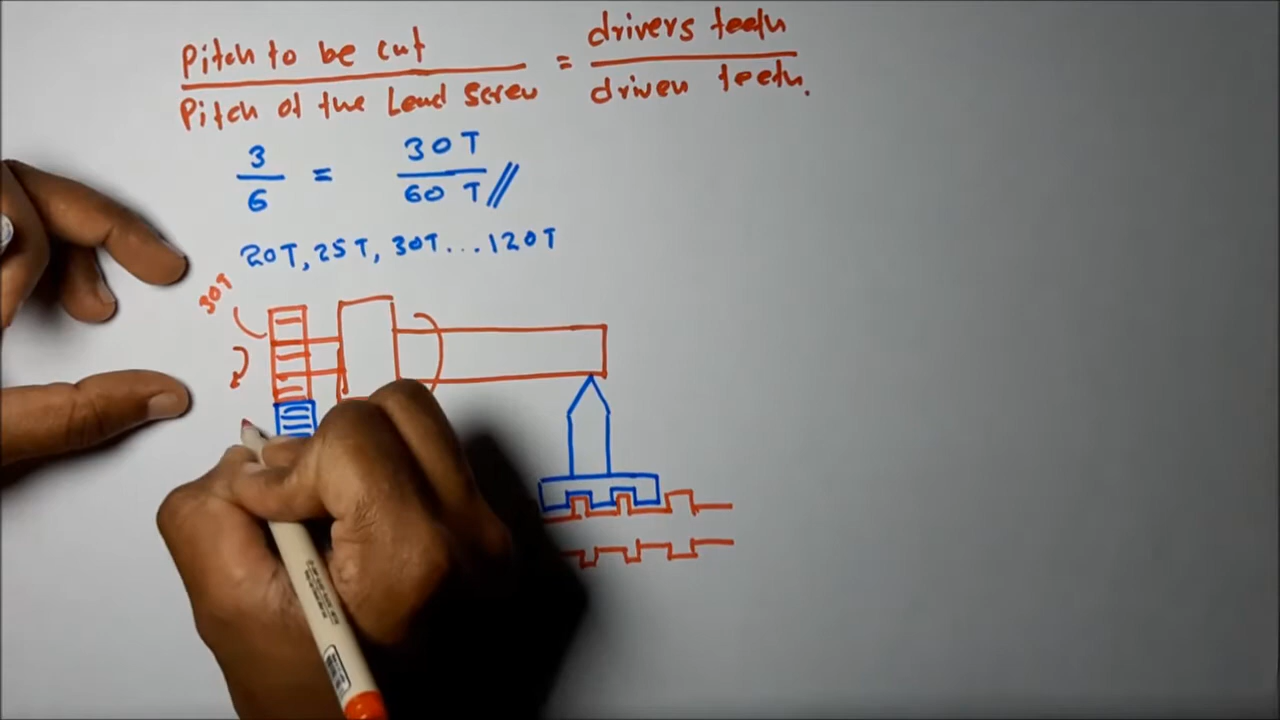 Pitch to be cut = drivers teeth
Pitch of the Lead screw driven teeth.
3 = 30T
6 60 T //
20T, 25T, 30T...120T
30T